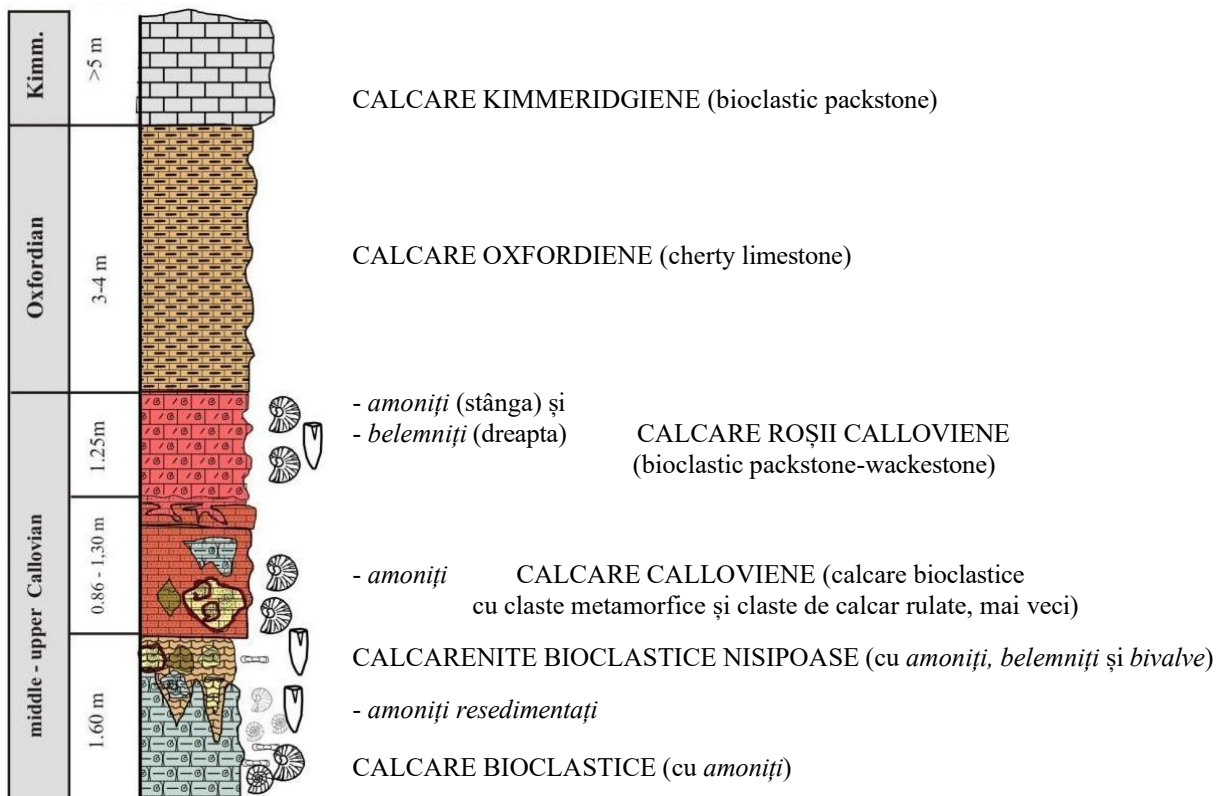 Kimm.
>5 m
CALCARE KIMMERIDGIENE (bioclastic packstone)
Oxfordian
3-4 m
CALCARE OXFORDIENE (cherty limestone)
middle - upper Callovian
1.25m
- amoniți (stânga) și
- belemniți (dreapta) CALCARE ROȘII CALLOVIENE
(bioclastic packstone-wackestone)
0.86 - 1,30 m
- amoniți CALCARE CALLOVIENE (calcare bioclastice
cu claste metamorfice și claste de calcar rulate, mai veci)
1.60 m
CALCARENITE BIOCLASTICE NISIPOASE (cu amoniți, belemniți și bivalve)
- amoniți resedimentați
CALCARE BIOCLASTICE (cu amoniți)